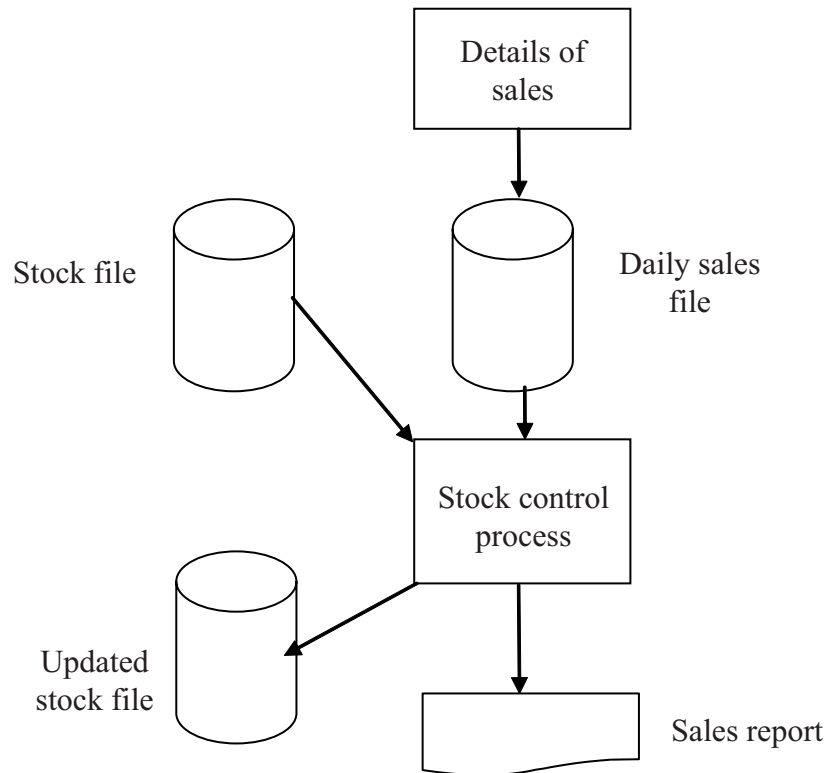 Details of
sales
Stock file
Daily sales
file
Stock control
process
Updated
stock file
Sales report